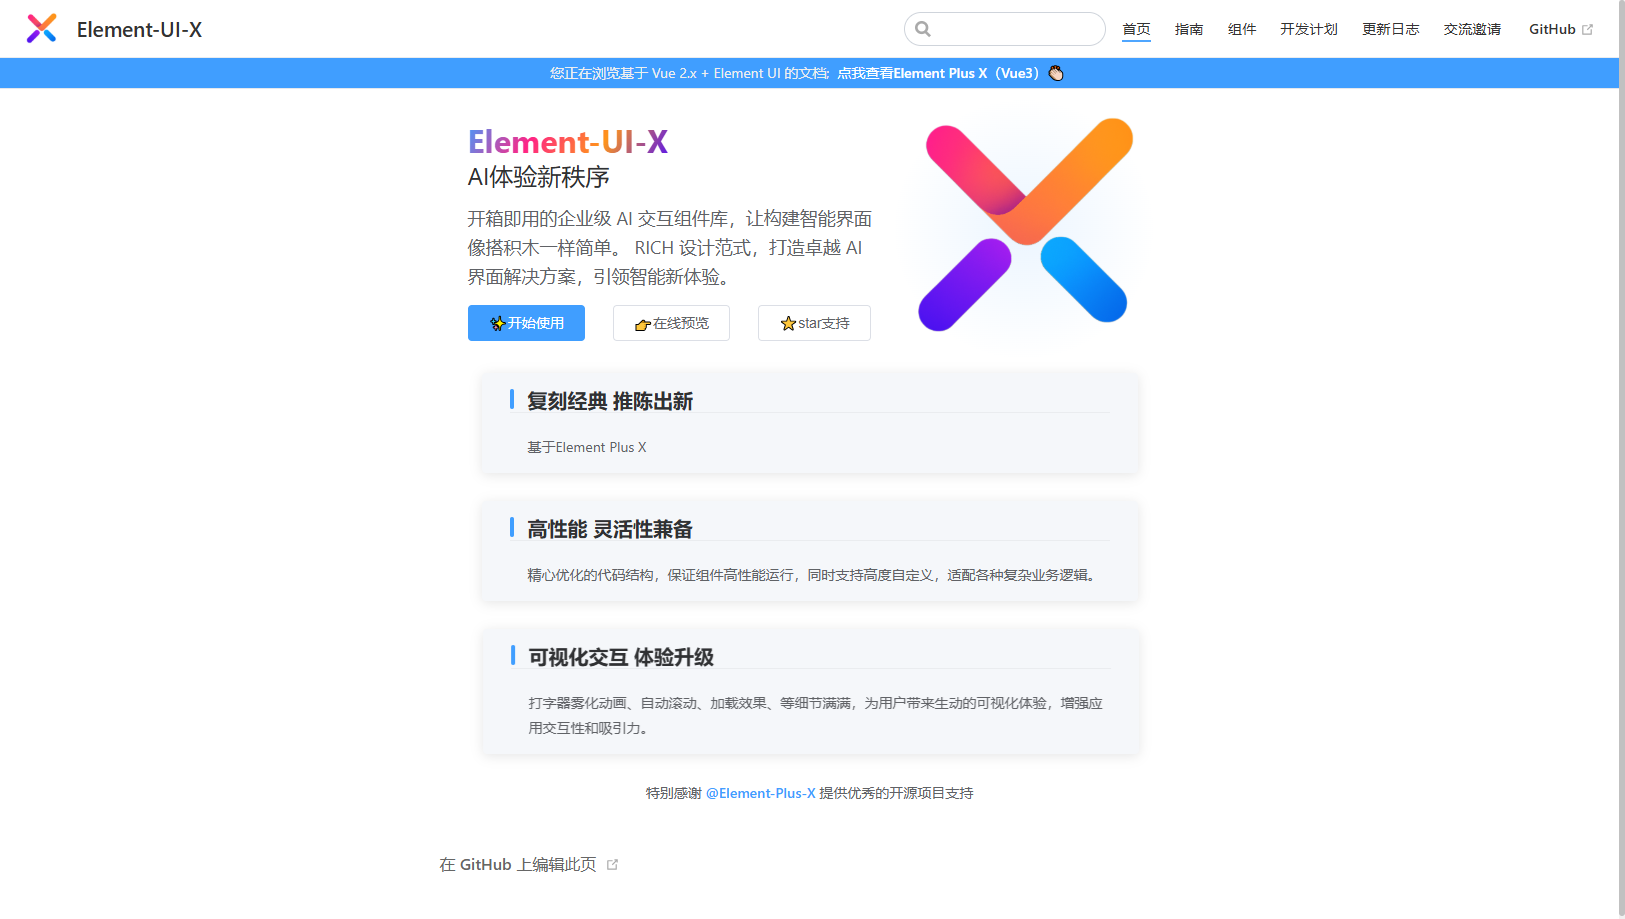 Element-UI-X
首页 指南 组件 开发计划 更新日志 交流邀请 GitHub
您正在浏览基于 Vue 2.x + Element UI 的文档; 点我查看Element Plus X（Vue3）👏
Element-UI-X
AI体验新秩序
开箱即用的企业级 AI 交互组件库，让构建智能界面
像搭积木一样简单。 RICH 设计范式，打造卓越 AI
界面解决方案，引领智能新体验。
✨开始使用 👉在线预览 ⭐star支持
复刻经典 推陈出新
基于Element Plus X
高性能 灵活性兼备
精心优化的代码结构，保证组件高性能运行，同时支持高度自定义，适配各种复杂业务逻辑。
可视化交互 体验升级
打字器雾化动画、自动滚动、加载效果、等细节满满，为用户带来生动的可视化体验，增强应
用交互性和吸引力。
特别感谢 @Element-Plus-X 提供优秀的开源项目支持
在 GitHub 上编辑此页